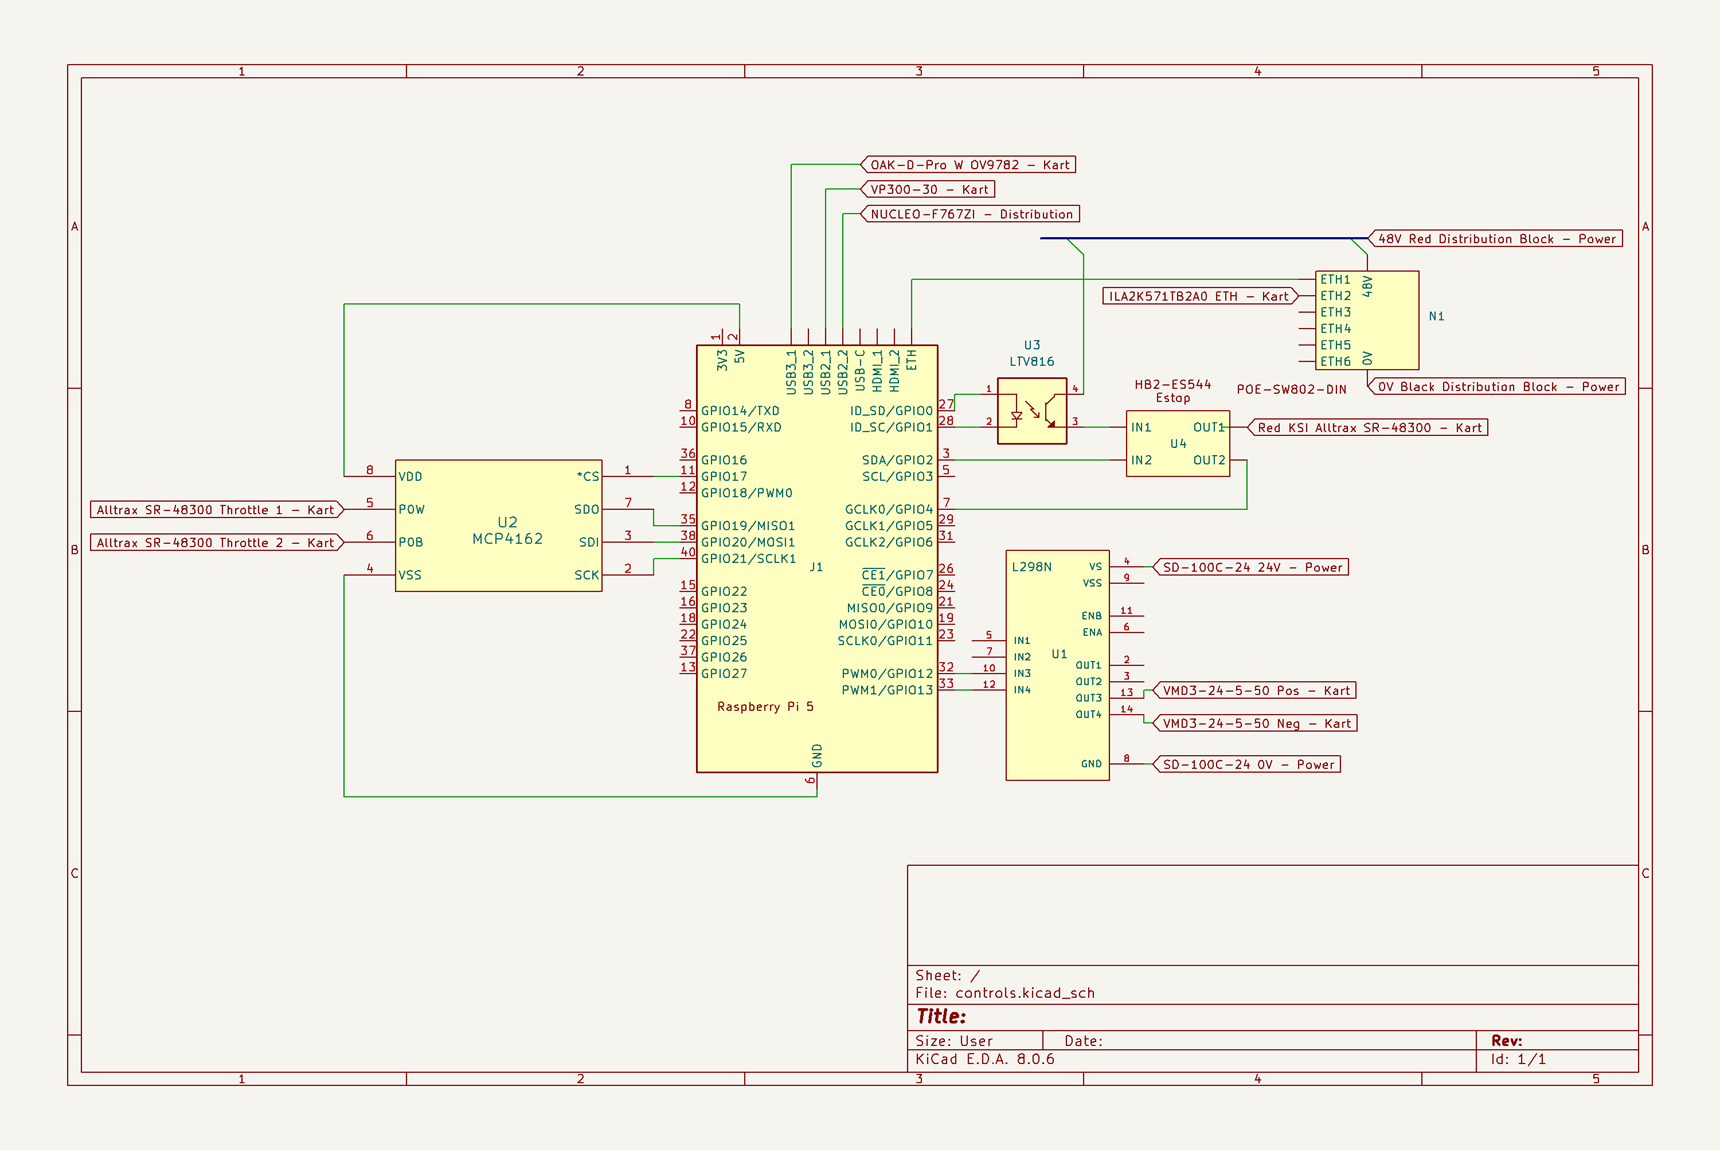 1 2 3 4 5
OAK-D-Pro W OV9782 - Kart
VP300-30 - Kart
NUCLEO-F767ZI - Distribution
A A
48V Red Distribution Block - Power
ETH1
48V
ILA2K571TB2A0 ETH - Kart
ETH2
ETH3
N1
ETH4
ETH5
ETH6
0V
0V Black Distribution Block - Power
POE-SW802-DIN
U3
LTV816
1 4
2 3
HB2-ES544
Estop
IN1 OUT1
U4
IN2 OUT2
Red KSI Alltrax SR-48300 - Kart
1 2
3V3 5V USB3_1 USB3_2 USB2_1 USB2_2 USB-C HDMI_1 HDMI_2 ETH
8 GPIO14/TXD
10 GPIO15/RXD
36 GPIO16
11 GPIO17
12 GPIO18/PWM0
35 GPIO19/MISO1
38 GPIO20/MOSI1
40 GPIO21/SCLK1
J1
15 GPIO22
16 GPIO23
18 GPIO24
22 GPIO25
37 GPIO26
13 GPIO27
ID_SD/GPIO0 27
ID_SC/GPIO1 28
SDA/GPIO2 3
SCL/GPIO3 5
GCLK0/GPIO4 7
GCLK1/GPIO5 29
GCLK2/GPIO6 31
CE1/GPIO7 26
CE0/GPIO8 24
MISO0/GPIO9 21
MOSI0/GPIO10 19
SCLK0/GPIO11 23
PWM0/GPIO12 32
PWM1/GPIO13 33
Raspberry Pi 5
GND
6
8 VDD *CS 1
Alltrax SR-48300 Throttle 1 - Kart
5 P0W SDO 7
U2
MCP4162
Alltrax SR-48300 Throttle 2 - Kart
6 P0B SDI 3
4 VSS SCK 2
B B
L298N
VS 4
SD-100C-24 24V - Power
VSS 9
ENB 11
ENA 6
5 IN1
7 IN2
U1
10 IN3
12 IN4
OUT1 2
OUT2 3
OUT3 13
VMD3-24-5-50 Pos - Kart
OUT4 14
VMD3-24-5-50 Neg - Kart
GND 8
SD-100C-24 0V - Power
C C
Sheet: /
File: controls.kicad_sch
Title:
Size: User Date: Rev:
KiCad E.D.A. 8.0.6 Id: 1/1
1 2 3 4 5